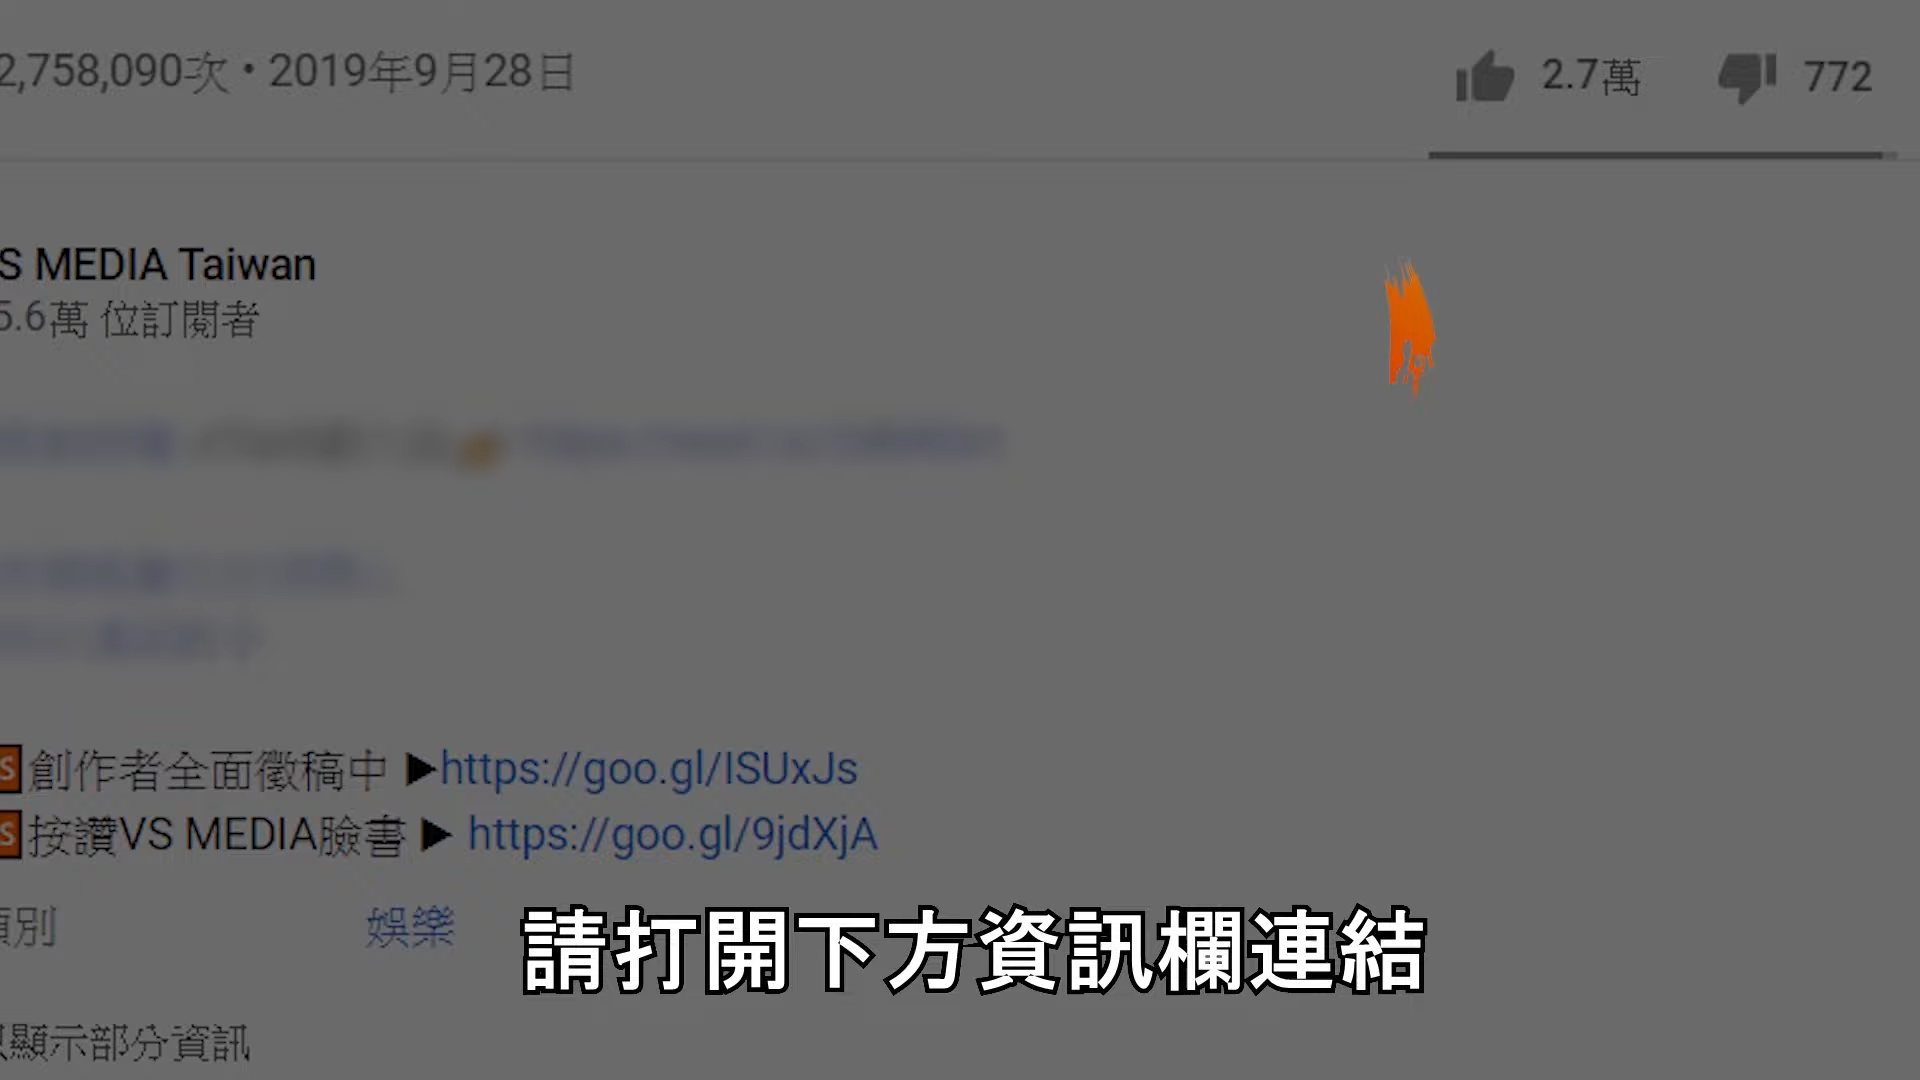 2,758,090次 • 2019年9月28日
2.7萬
772
S MEDIA Taiwan
5.6萬 位訂閱者
S創作者全面徵稿中 ▶https://goo.gl/ISUxJs
S按讚VS MEDIA臉書 ▶ https://goo.gl/9jdXjA
類別 娛樂
請打開下方資訊欄連結
只顯示部分資訊